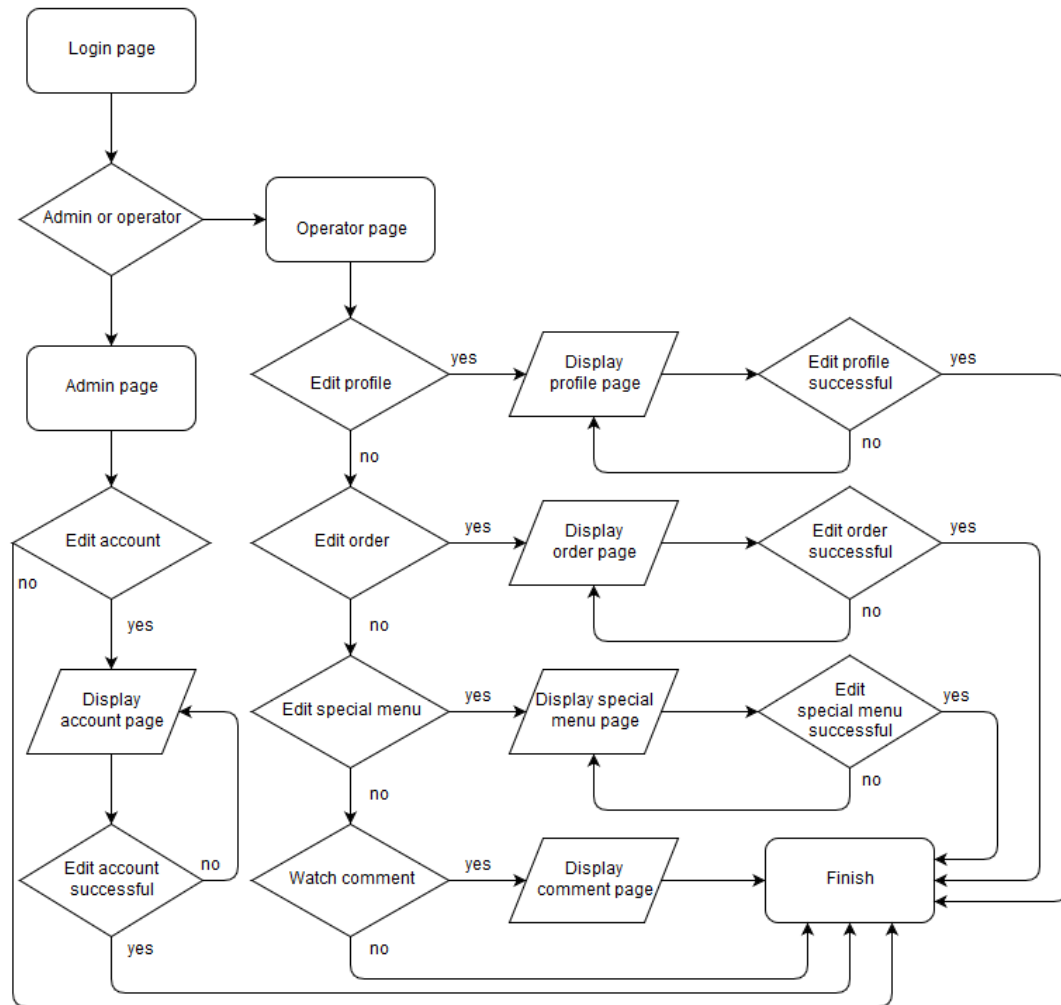 Login page
Admin or operator
Operator page
Admin page
Edit profile
yes
Display
profile page
Edit profile
successful
yes
no
no
Edit account
no
yes
Edit order
yes
Display
order page
Edit order
successful
yes
no
no
Display
account page
Edit special menu
yes
Display special
menu page
Edit
special menu
successful
yes
no
no
Edit account
successful
no
yes
Watch comment
yes
Display
comment page
Finish
no